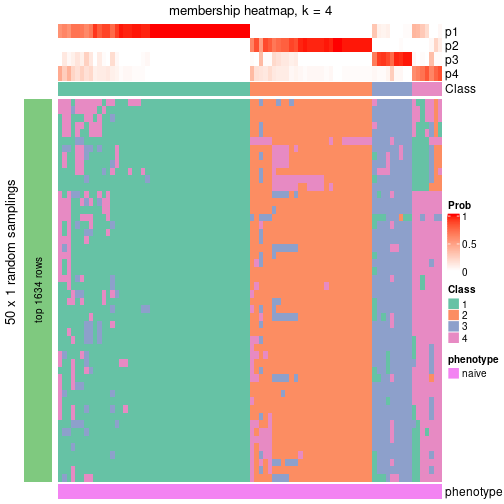 membership heatmap, k = 4
p1
p2
p3
p4
Class
50 x 1 random samplings
top 1634 rows
Prob
1
0.5
0
Class
1
2
3
4
phenotype
naive
phenotype